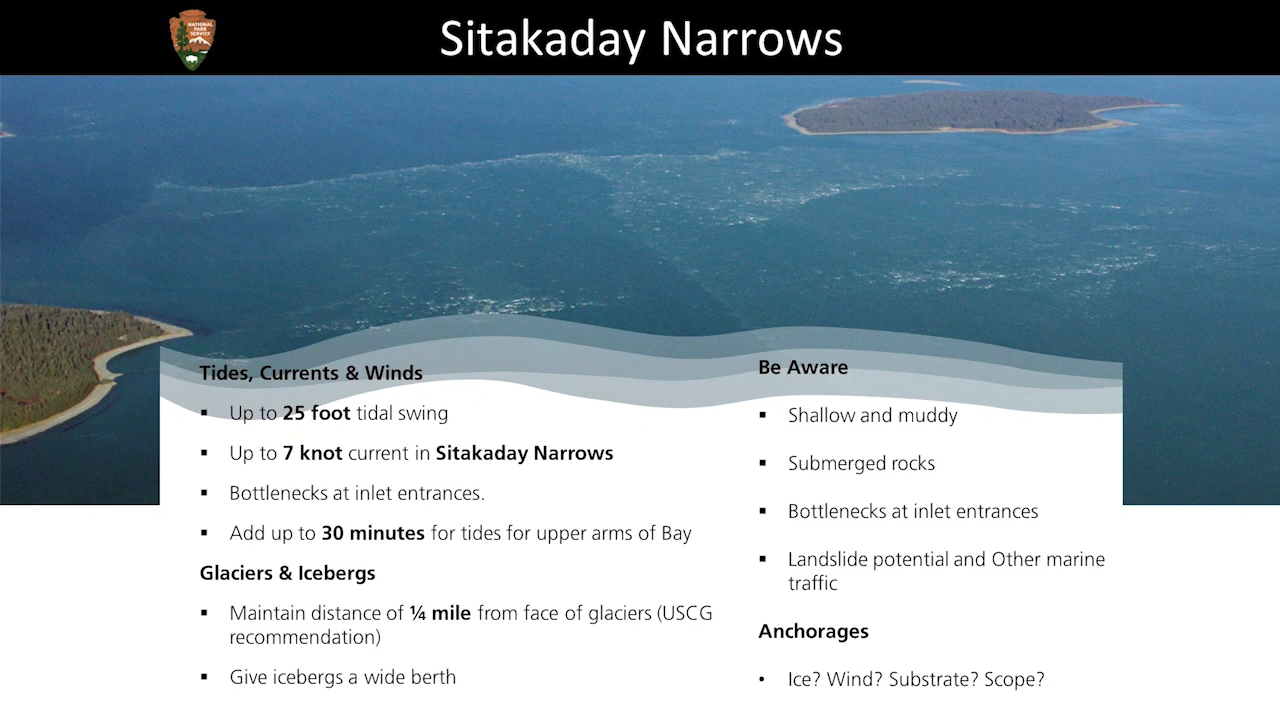 NATIONAL
PARK
SERVICE
Sitakaday Narrows
Tides, Currents & Winds
▪ Up to 25 foot tidal swing
▪ Up to 7 knot current in Sitakaday Narrows
▪ Bottlenecks at inlet entrances.
▪ Add up to 30 minutes for tides for upper arms of Bay
Glaciers & Icebergs
▪ Maintain distance of ¼ mile from face of glaciers (USCG
recommendation)
▪ Give icebergs a wide berth
Be Aware
▪ Shallow and muddy
▪ Submerged rocks
▪ Bottlenecks at inlet entrances
▪ Landslide potential and Other marine
traffic
Anchorages
• Ice? Wind? Substrate? Scope?